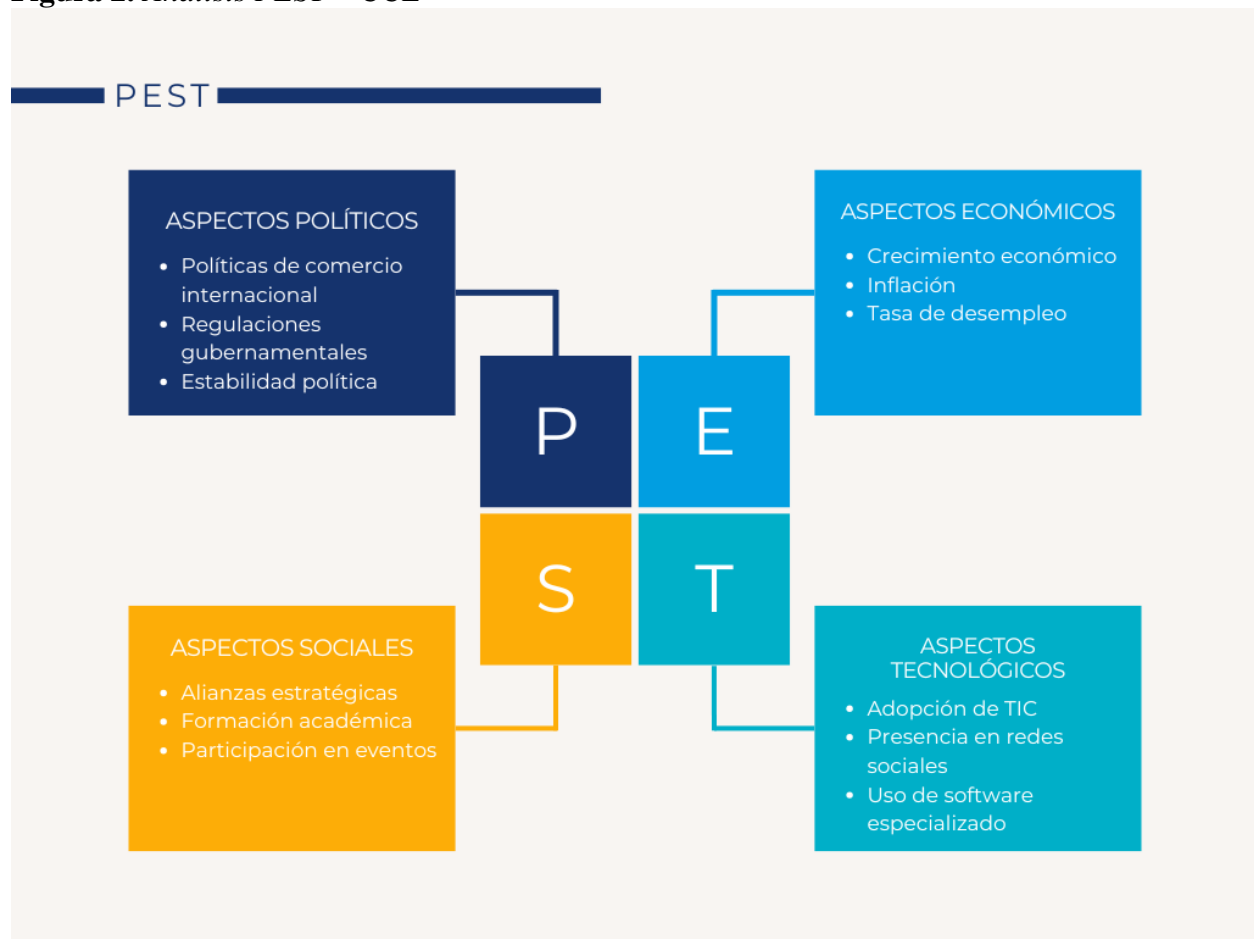 PEST
ASPECTOS POLÍTICOS
• Políticas de comercio
internacional
• Regulaciones
gubernamentales
• Estabilidad política
ASPECTOS ECONÓMICOS
• Crecimiento económico
• Inflación
• Tasa de desempleo
P
E
S
T
ASPECTOS SOCIALES
• Alianzas estratégicas
• Formación académica
• Participación en eventos
ASPECTOS
TECNOLÓGICOS
• Adopción de TIC
• Presencia en redes
sociales
• Uso de software
especializado